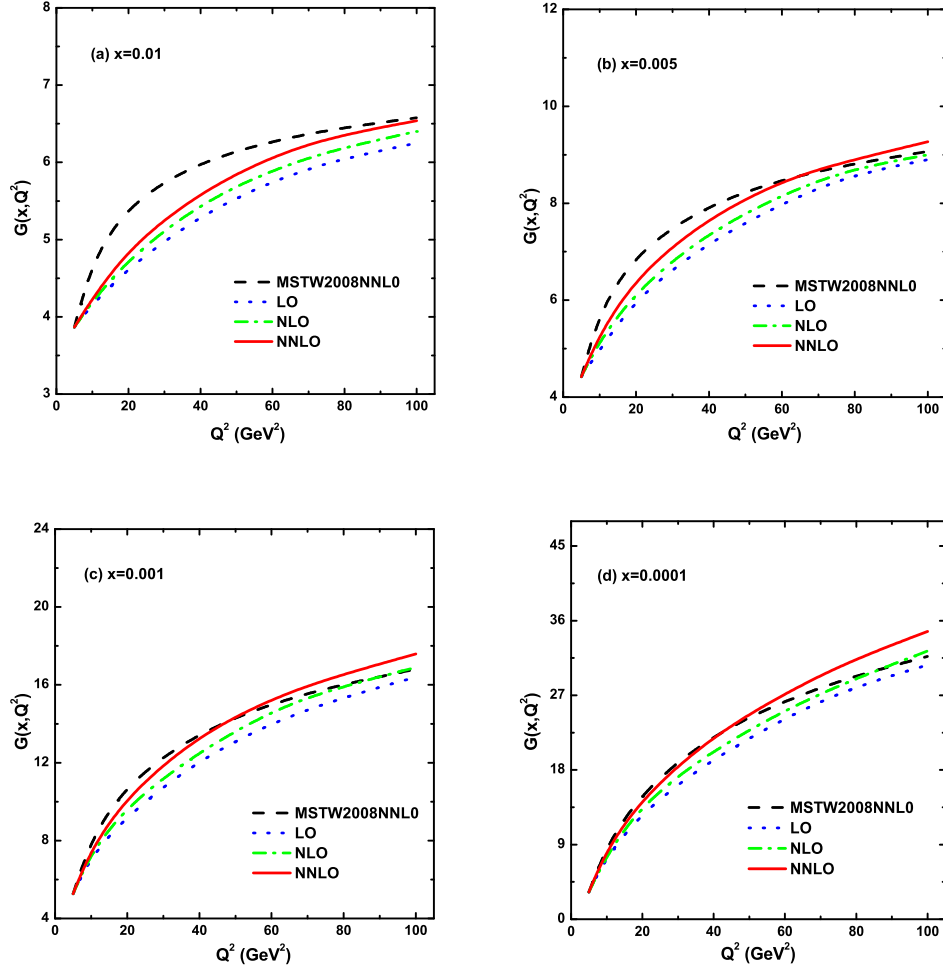 8
7
6
5
4
3
G(x,Q²)
(a) x=0.01
MSTW2008NNL0
LO
NLO
NNLO
0 20 40 60 80 100
Q² (GeV²)
12
10
8
6
4
G(x,Q²)
(b) x=0.005
MSTW2008NNL0
LO
NLO
NNLO
0 20 40 60 80 100
Q² (GeV²)
24
20
16
12
8
4
G(x,Q²)
(c) x=0.001
MSTW2008NNL0
LO
NLO
NNLO
0 20 40 60 80 100
Q² (GeV²)
45
36
27
18
9
0
G(x,Q²)
(d) x=0.0001
MSTW2008NNL0
LO
NLO
NNLO
0 20 40 60 80 100
Q² (GeV²)